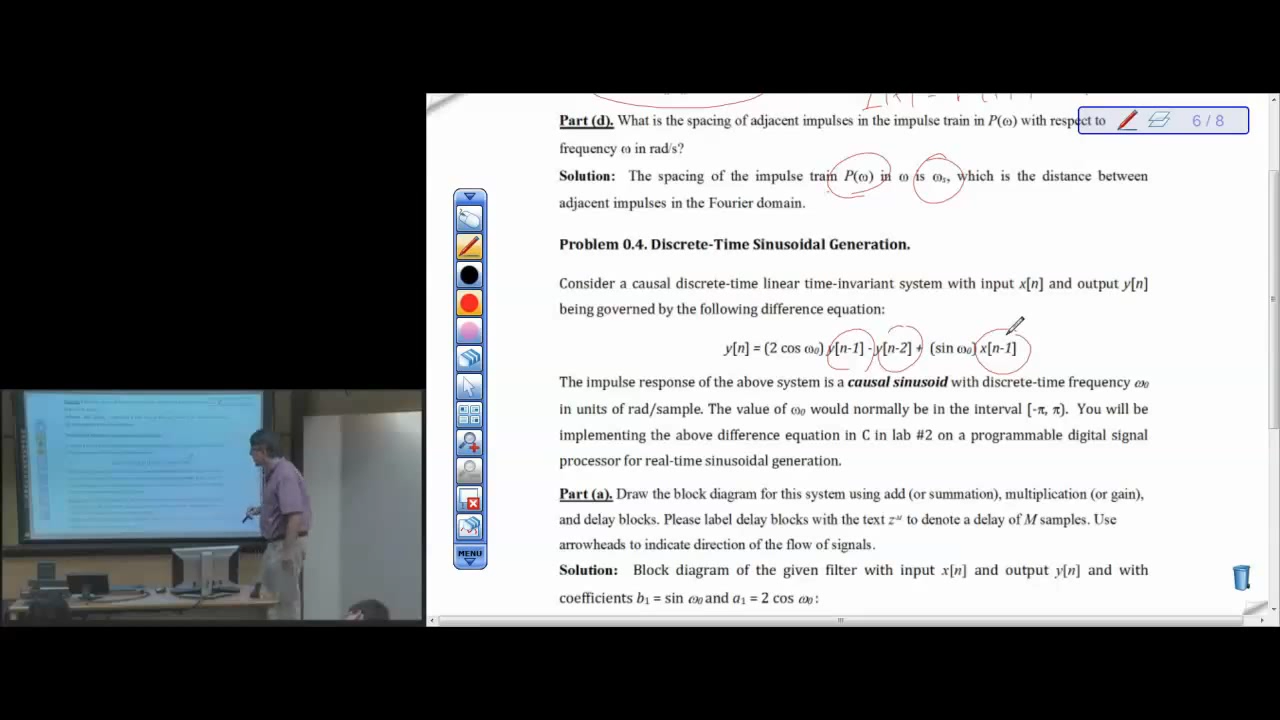 Part (d). What is the spacing of adjacent impulses in the impulse train in P(ω) with respect to
frequency ω in rad/s?
Solution: The spacing of the impulse train P(ω) in ω is ωs, which is the distance between
adjacent impulses in the Fourier domain.
Problem 0.4. Discrete-Time Sinusoidal Generation.
Consider a causal discrete-time linear time-invariant system with input x[n] and output y[n]
being governed by the following difference equation:
y[n] = (2 cos ω0) y[n-1] - y[n-2] + (sin ω0) x[n-1]
The impulse response of the above system is a causal sinusoid with discrete-time frequency ω0
in units of rad/sample. The value of ω0 would normally be in the interval [-π, π). You will be
implementing the above difference equation in C in lab #2 on a programmable digital signal
processor for real-time sinusoidal generation.
Part (a). Draw the block diagram for this system using add (or summation), multiplication (or gain),
and delay blocks. Please label delay blocks with the text z-M to denote a delay of M samples. Use
arrowheads to indicate direction of the flow of signals.
Solution: Block diagram of the given filter with input x[n] and output y[n] and with
coefficients b1 = sin ω0 and a1 = 2 cos ω0 :
6 / 8
MENU